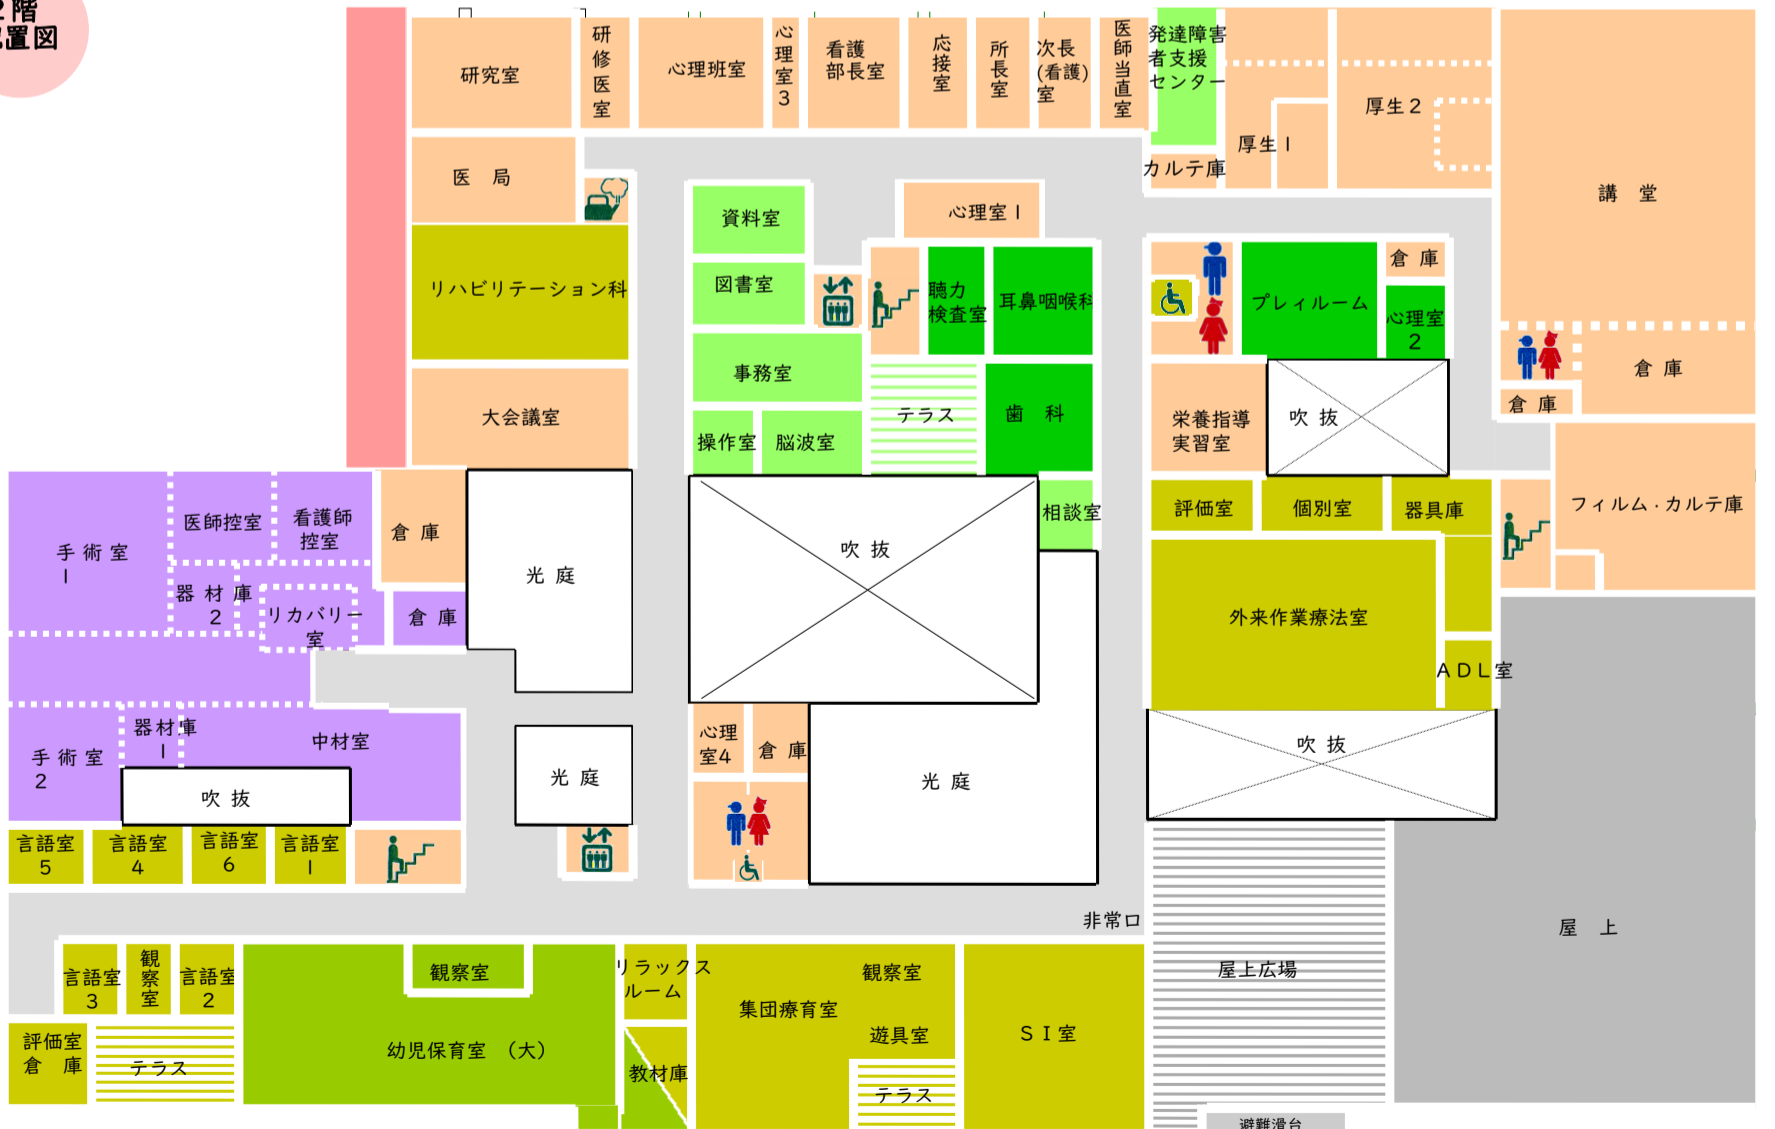 2階
置図
研究室
研修医室
心理班室
心理室3
看護
部長室
応接室
所長室
次長
(看護)
室
医師当直室
発達障害
者支援
センター
厚生1
厚生2
カルテ庫
講 堂
医 局
資料室
心理室1
リハビリテーション科
図書室
聴力
検査室
耳鼻咽喉科
プレィルーム
倉 庫
心理室
2
倉 庫
倉 庫
事務室
大会議室
操作室
脳波室
テラス
歯 科
栄養指導
実習室
吹 抜
手 術 室
1
医師控室
看護師
控室
倉 庫
光 庭
吹 抜
相談室
評価室
個別室
器具庫
フィルム・カルテ庫
器 材 庫
2
リカバリー
室
倉 庫
外来作業療法室
ADL室
手 術 室
2
器材庫
1
中材室
吹 抜
光 庭
心理
室4
倉 庫
光 庭
吹 抜
言語室
5
言語室
4
言語室
6
言語室
1
非常口
屋 上
言語室
3
観察室
言語室
2
観察室
リラックス
ルーム
集団療育室
観察室
遊具室
SI室
屋上広場
評価室
倉 庫
テラス
幼児保育室 (大)
教材庫
テラス
避難滑台